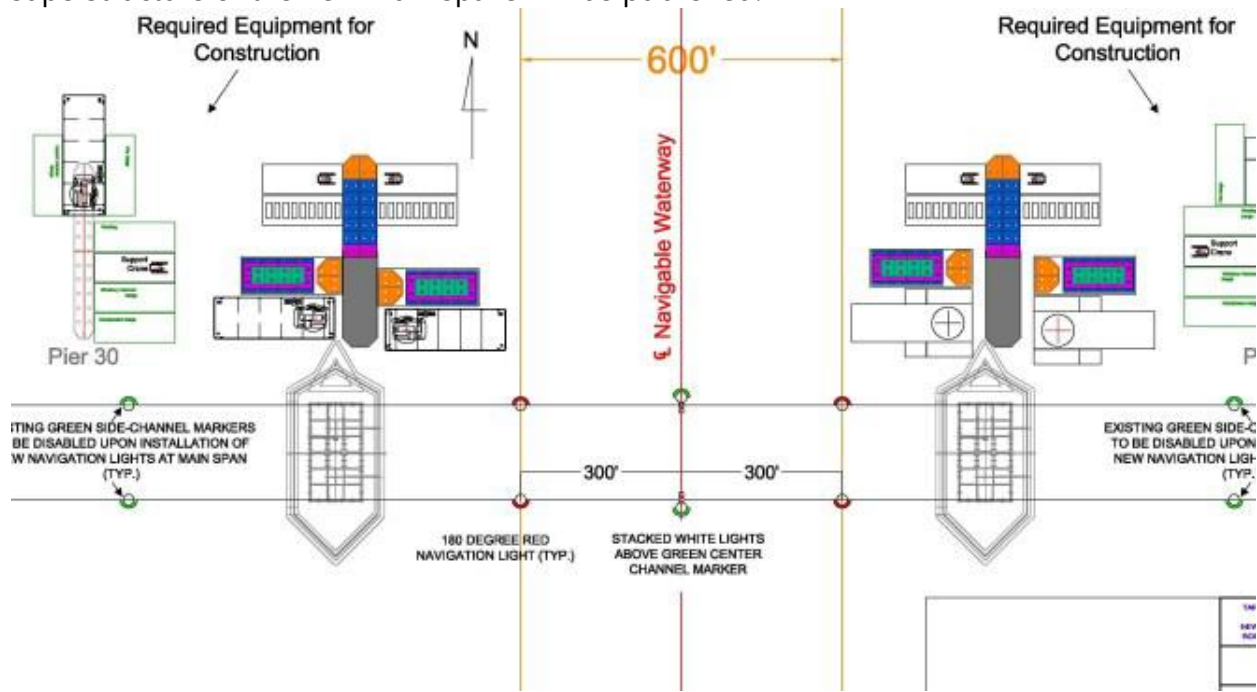 Required Equipment for
Construction
N
600'
Required Equipment for
Construction
℄ Navigable Waterway
Support
Crane
Support
Crane
Pier 30
P
TING GREEN SIDE-CHANNEL MARKERS
BE DISABLED UPON INSTALLATION OF
W NAVIGATION LIGHTS AT MAIN SPAN
(TYP.)
300'
300'
EXISTING GREEN SIDE-C
TO BE DISABLED UPON
NEW NAVIGATION LIGH
(TYP.
180 DEGREE RED
NAVIGATION LIGHT (TYP.)
STACKED WHITE LIGHTS
ABOVE GREEN CENTER
CHANNEL MARKER